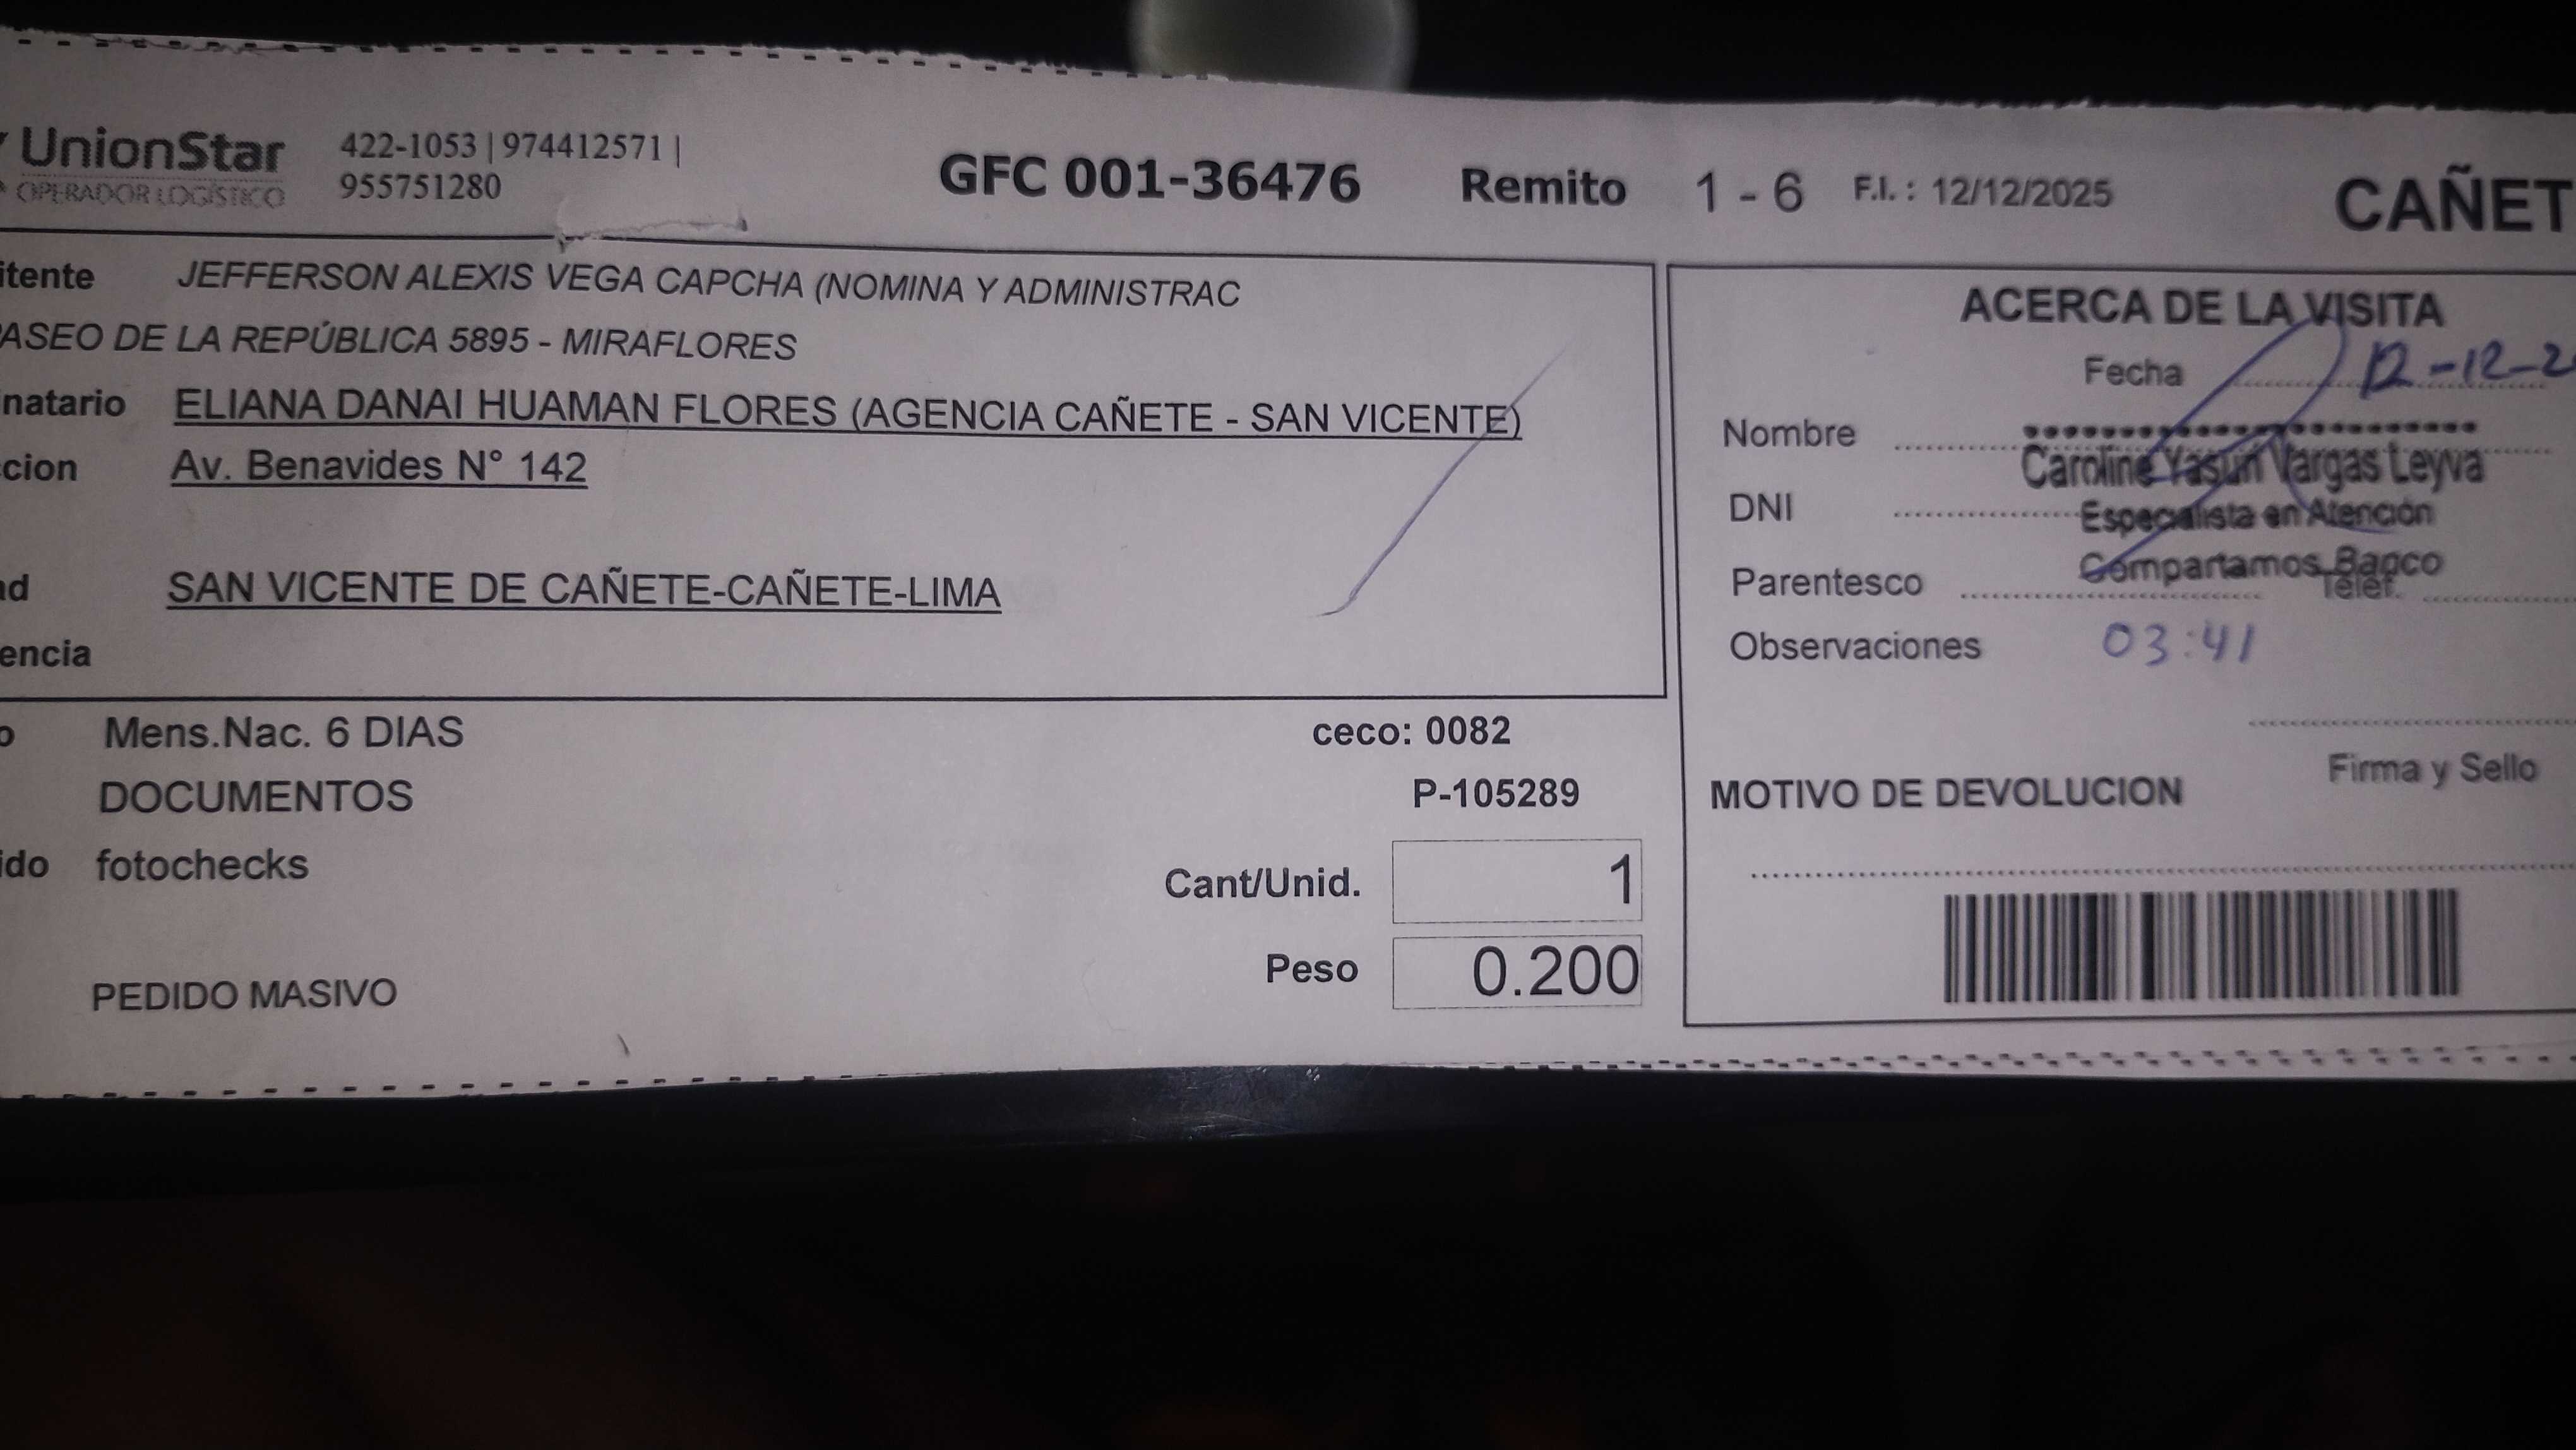 UnionStar
OPERADOR LOGÍSTICO
422-1053 | 974412571 |
955751280
GFC 001-36476
Remito 1 - 6 F.I. : 12/12/2025
CAÑET
itente JEFFERSON ALEXIS VEGA CAPCHA (NOMINA Y ADMINISTRAC
ASEO DE LA REPÚBLICA 5895 - MIRAFLORES
natario ELIANA DANAI HUAMAN FLORES (AGENCIA CAÑETE - SAN VICENTE)
cion Av. Benavides N° 142
ad SAN VICENTE DE CAÑETE-CAÑETE-LIMA
encia
o Mens.Nac. 6 DIAS
ceco: 0082
DOCUMENTOS
P-105289
ido fotochecks
Cant/Unid. 1
Peso 0.200
PEDIDO MASIVO
ACERCA DE LA VISITA
Fecha 12-12-2
Nombre
Caroline Yasuri Vargas Leyva
DNI
Especialista en Atención
Compartamos Banco
Parentesco Teléf.
Observaciones 03:41
Firma y Sello
MOTIVO DE DEVOLUCION